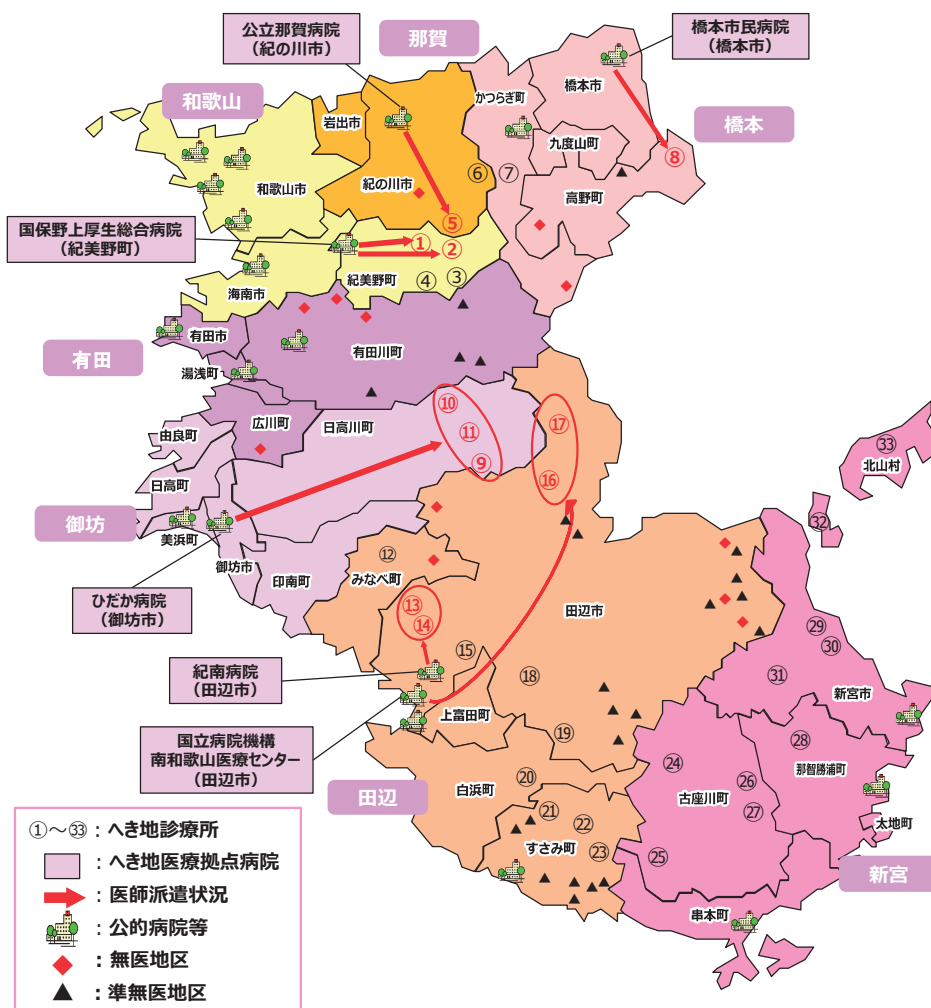 公立那賀病院
（紀の川市）
那賀
橋本市民病院
（橋本市）
和歌山
橋本
かつらぎ町
橋本市
岩出市
九度山町
⑧
和歌山市
紀の川市
⑥
⑦
高野町
国保野上厚生総合病院
（紀美野町）
⑤
①
②
紀美野町
④
③
海南市
有田市
有田川町
有田
湯浅町
広川町
日高川町
⑩
⑪
⑨
⑰
⑯
由良町
日高町
御坊
美浜町
御坊市
印南町
㉝
北山村
㉜
⑫
みなべ町
ひだか病院
（御坊市）
⑬
⑭
田辺市
⑮
㉙
㉚
紀南病院
（田辺市）
⑱
㉛
新宮市
上富田町
国立病院機構
南和歌山医療センター
（田辺市）
⑲
㉘
那智勝浦町
㉔
田辺
白浜町
⑳
古座川町
㉖
㉗
㉑
㉒
すさみ町
㉓
太地町
㉕
新宮
串本町
①～㉝：へき地診療所
：へき地医療拠点病院
：医師派遣状況
：公的病院等
：無医地区
：準無医地区